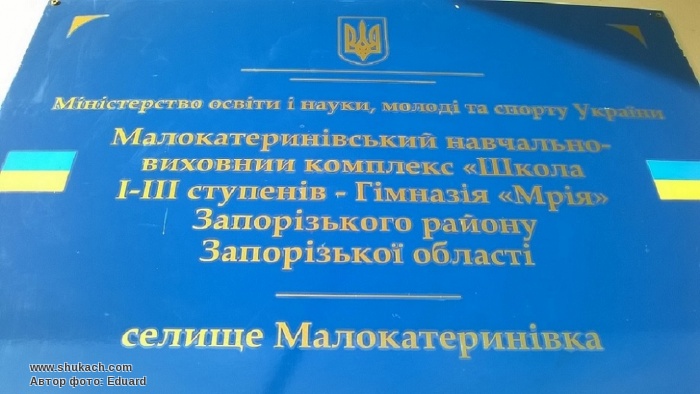 Міністерство освіти і науки, молоді та спорту України
Малокатеринівський навчально-
виховний комплекс «Школа
І-ІІІ ступенів - Гімназія «Мрія»
Запорізького району
Запорізької області
селище Малокатеринівка
www.shukach.com
Автор фото: Eduard